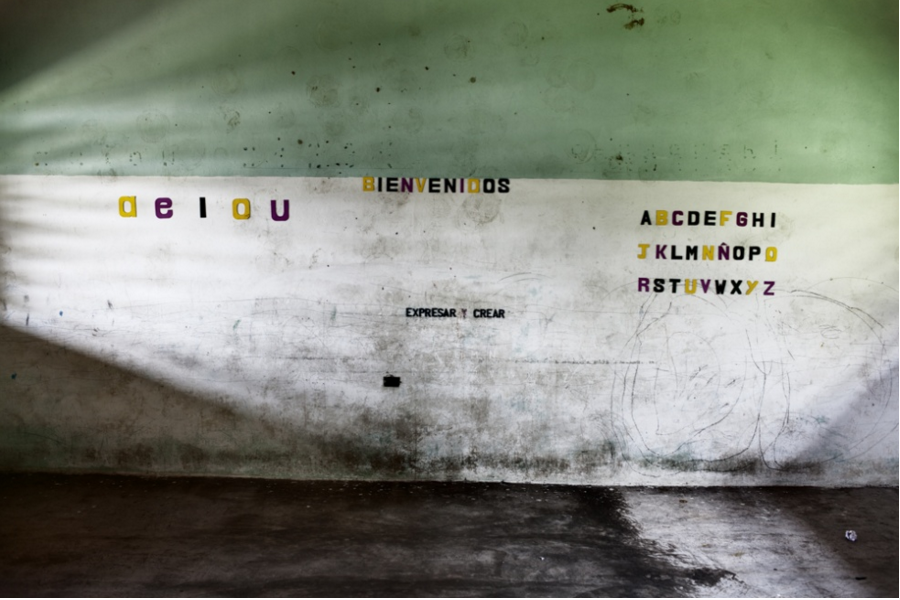 BIENVENIDOS
a e I o u
ABCDEFGHI
JKLMNÑOPQ
RSTUVWXYZ
EXPRESAR Y CREAR